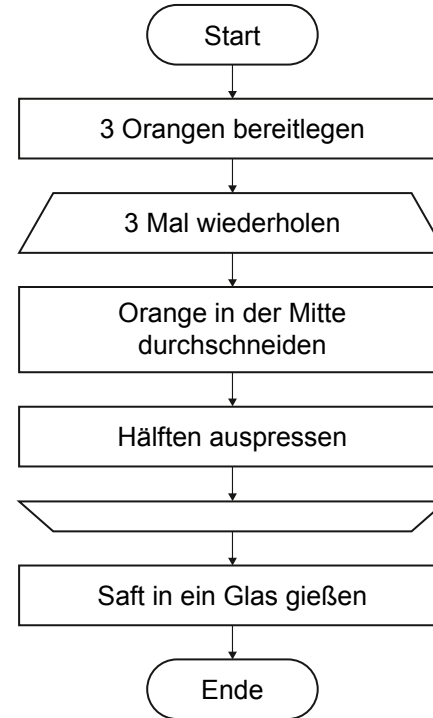 Start
3 Orangen bereitlegen
3 Mal wiederholen
Orange in der Mitte
durchschneiden
Hälften auspressen
Saft in ein Glas gießen
Ende